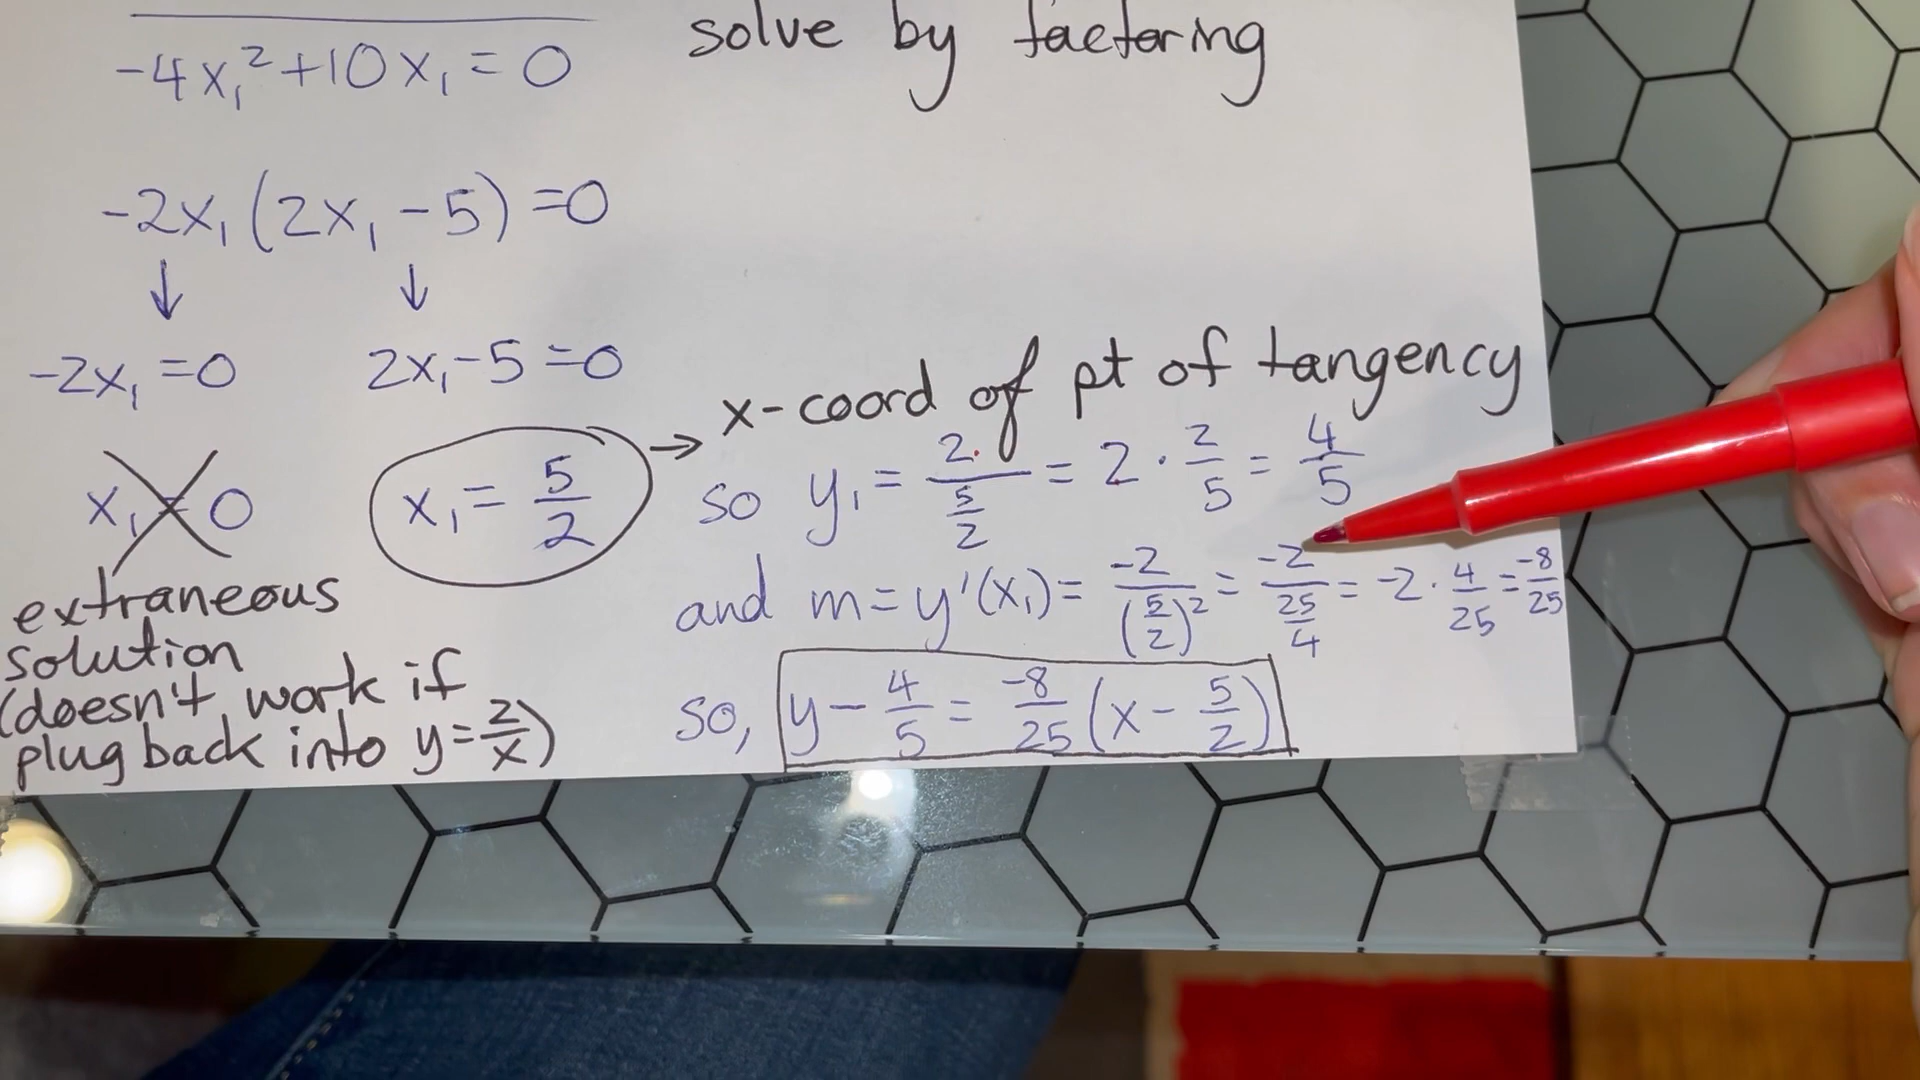 -4x₁²+10x₁=0
solve by factoring
-2x₁(2x₁-5)=0
↓ ↓
-2x₁=0
2x₁-5=0
x₁=0
x₁=5/2
→ x-coord of pt of tangency
so y₁=2·/(5/2)=2·2/5=4/5
and m=y'(x₁)=-2/(5/2)²=-2/(25/4)=-2·4/25=-8/25
so, y-4/5=-8/25(x-5/2)
extraneous
solution
(doesn't work if
plug back into y=2/x)